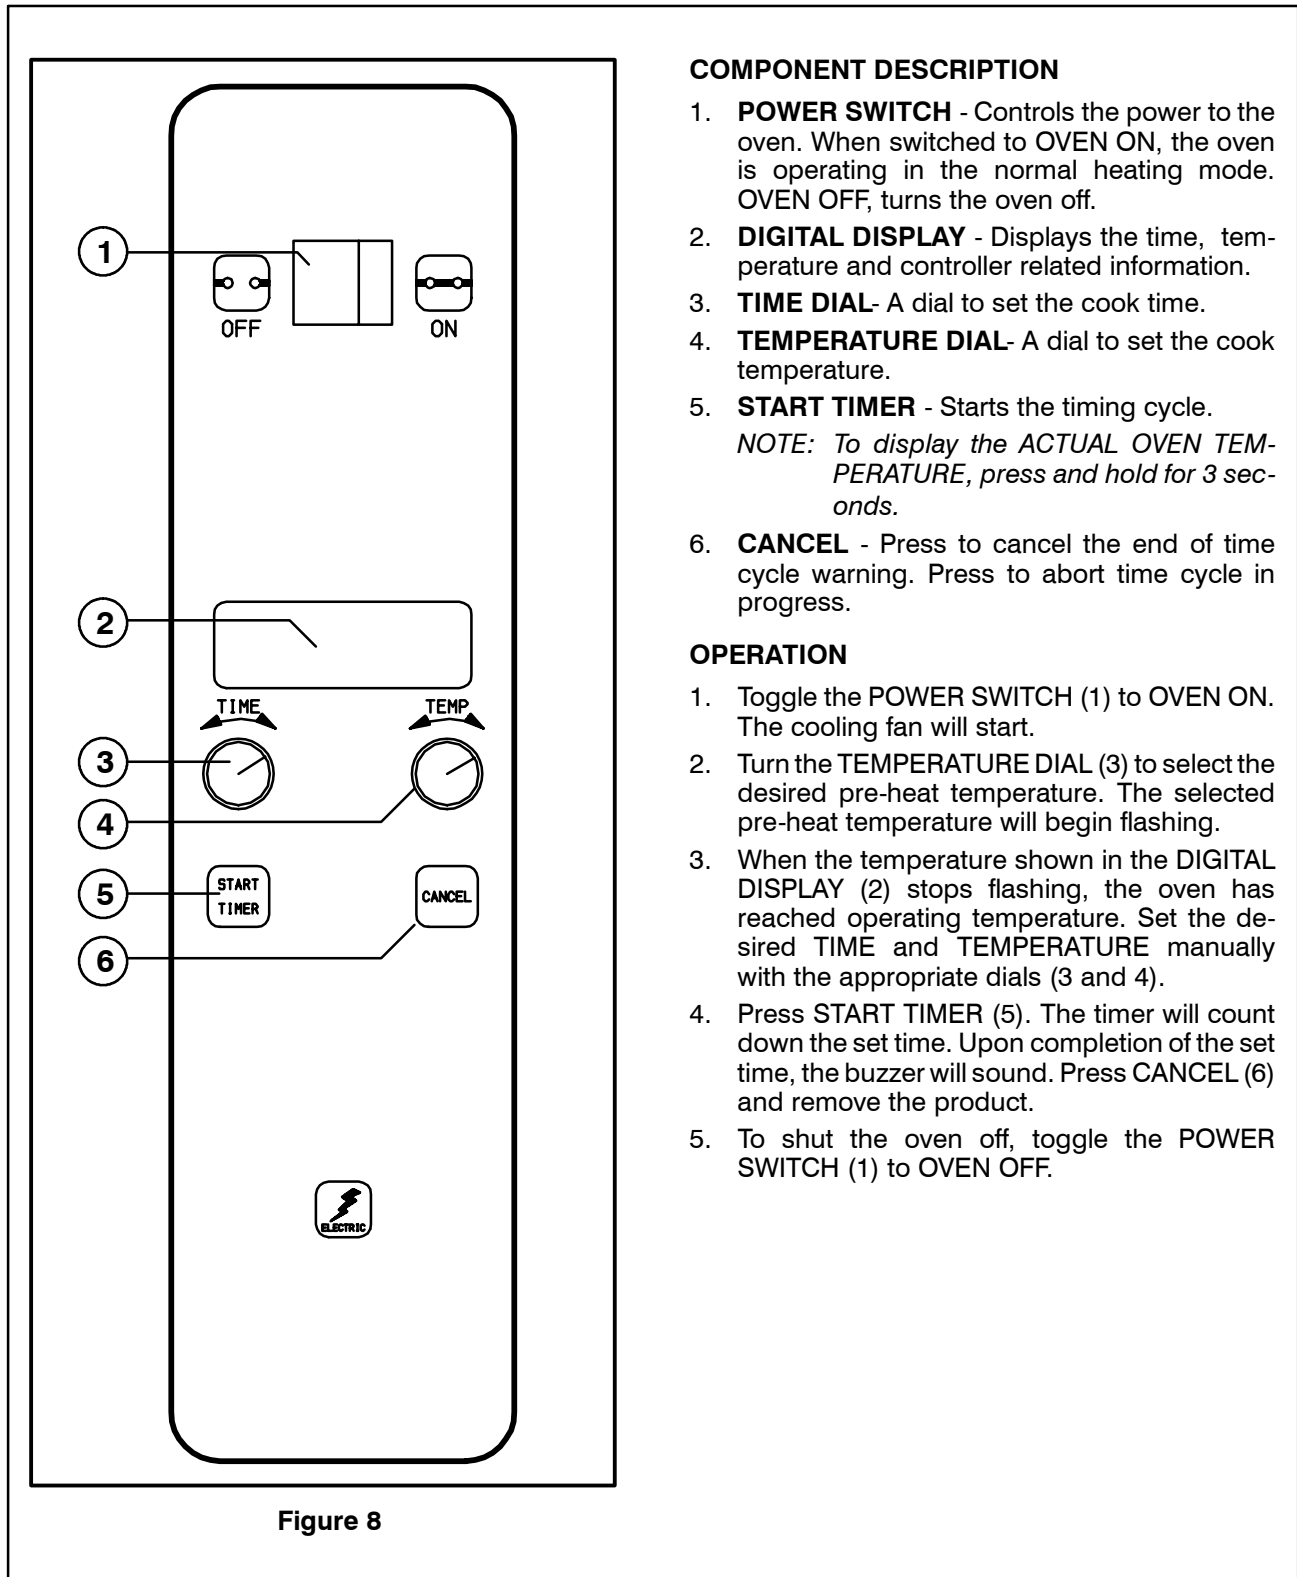 1
OFF
ON
2
TIME
TEMP
3
4
5
START
TIMER
CANCEL
6
ELECTRIC
Figure 8
COMPONENT DESCRIPTION
1. POWER SWITCH - Controls the power to the
oven. When switched to OVEN ON, the oven
is operating in the normal heating mode.
OVEN OFF, turns the oven off.
2. DIGITAL DISPLAY - Displays the time, tem-
perature and controller related information.
3. TIME DIAL- A dial to set the cook time.
4. TEMPERATURE DIAL- A dial to set the cook
temperature.
5. START TIMER - Starts the timing cycle.
NOTE: To display the ACTUAL OVEN TEM-
PERATURE, press and hold for 3 sec-
onds.
6. CANCEL - Press to cancel the end of time
cycle warning. Press to abort time cycle in
progress.
OPERATION
1. Toggle the POWER SWITCH (1) to OVEN ON.
The cooling fan will start.
2. Turn the TEMPERATURE DIAL (3) to select the
desired pre-heat temperature. The selected
pre-heat temperature will begin flashing.
3. When the temperature shown in the DIGITAL
DISPLAY (2) stops flashing, the oven has
reached operating temperature. Set the de-
sired TIME and TEMPERATURE manually
with the appropriate dials (3 and 4).
4. Press START TIMER (5). The timer will count
down the set time. Upon completion of the set
time, the buzzer will sound. Press CANCEL (6)
and remove the product.
5. To shut the oven off, toggle the POWER
SWITCH (1) to OVEN OFF.